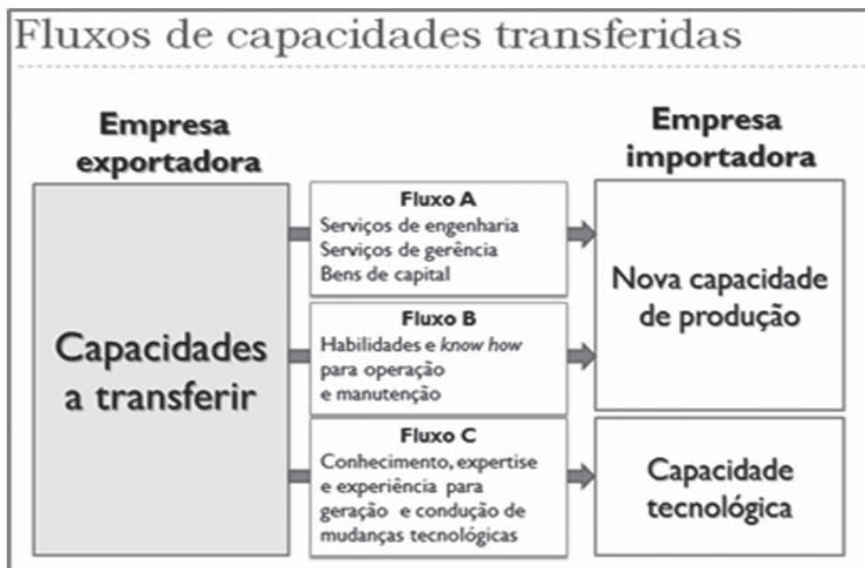 Fluxos de capacidades transferidas
Empresa
exportadora
Empresa
importadora
Capacidades
a transferir
Fluxo A
Serviços de engenharia
Serviços de gerência
Bens de capital
Fluxo B
Habilidades e know how
para operação
e manutenção
Fluxo C
Conhecimento, expertise
e experiência para
geração e condução de
mudanças tecnológicas
Nova capacidade
de produção
Capacidade
tecnológica